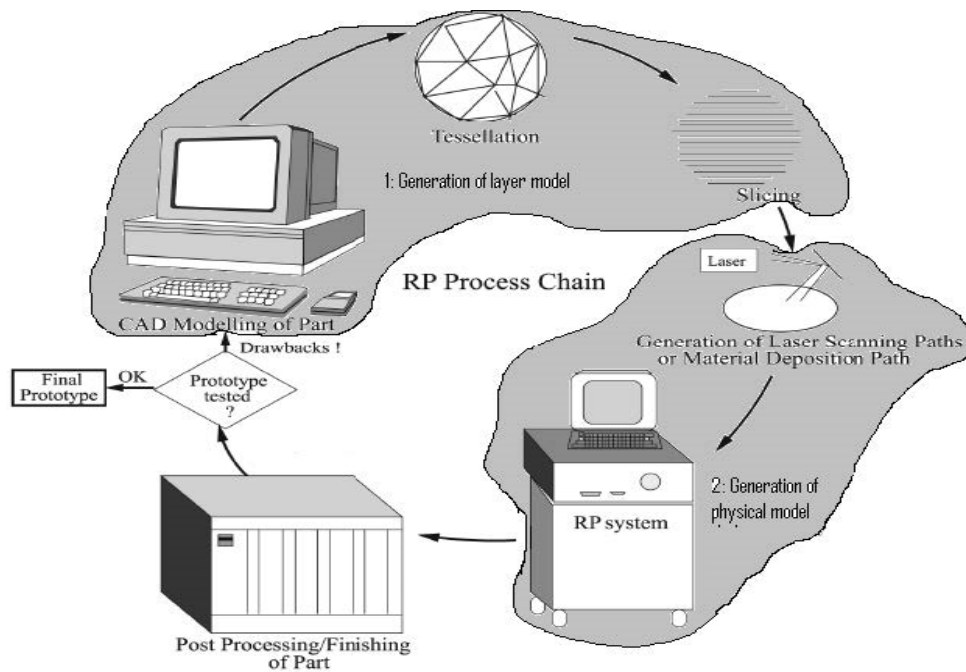 Tessellation
1: Generation of layer model
Slicing
RP Process Chain
Laser
CAD Modelling of Part
Generation of Laser Scanning Paths
or Material Deposition Path
Drawbacks !
Final
Prototype
OK
Prototype
tested
?
2: Generation of
physical model
RP system
Post Processing/Finishing
of Part